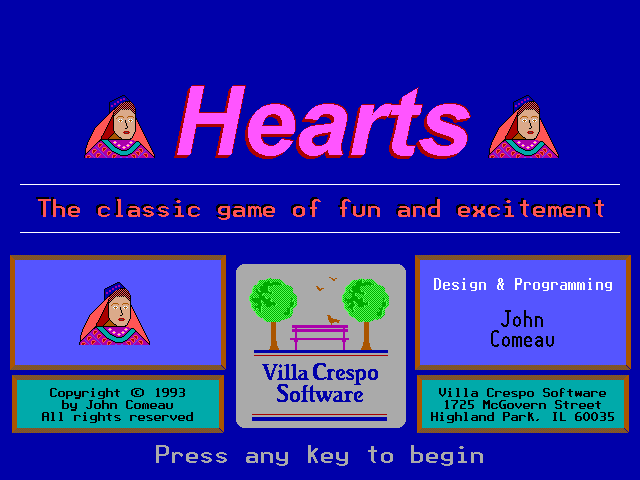 Hearts
The classic game of fun and excitement
Design & Programming
John
Comeau
Villa Crespo
Software
Copyright © 1993
by John Comeau
All rights reserved
Villa Crespo Software
1725 McGovern Street
Highland Park, IL 60035
Press any key to begin